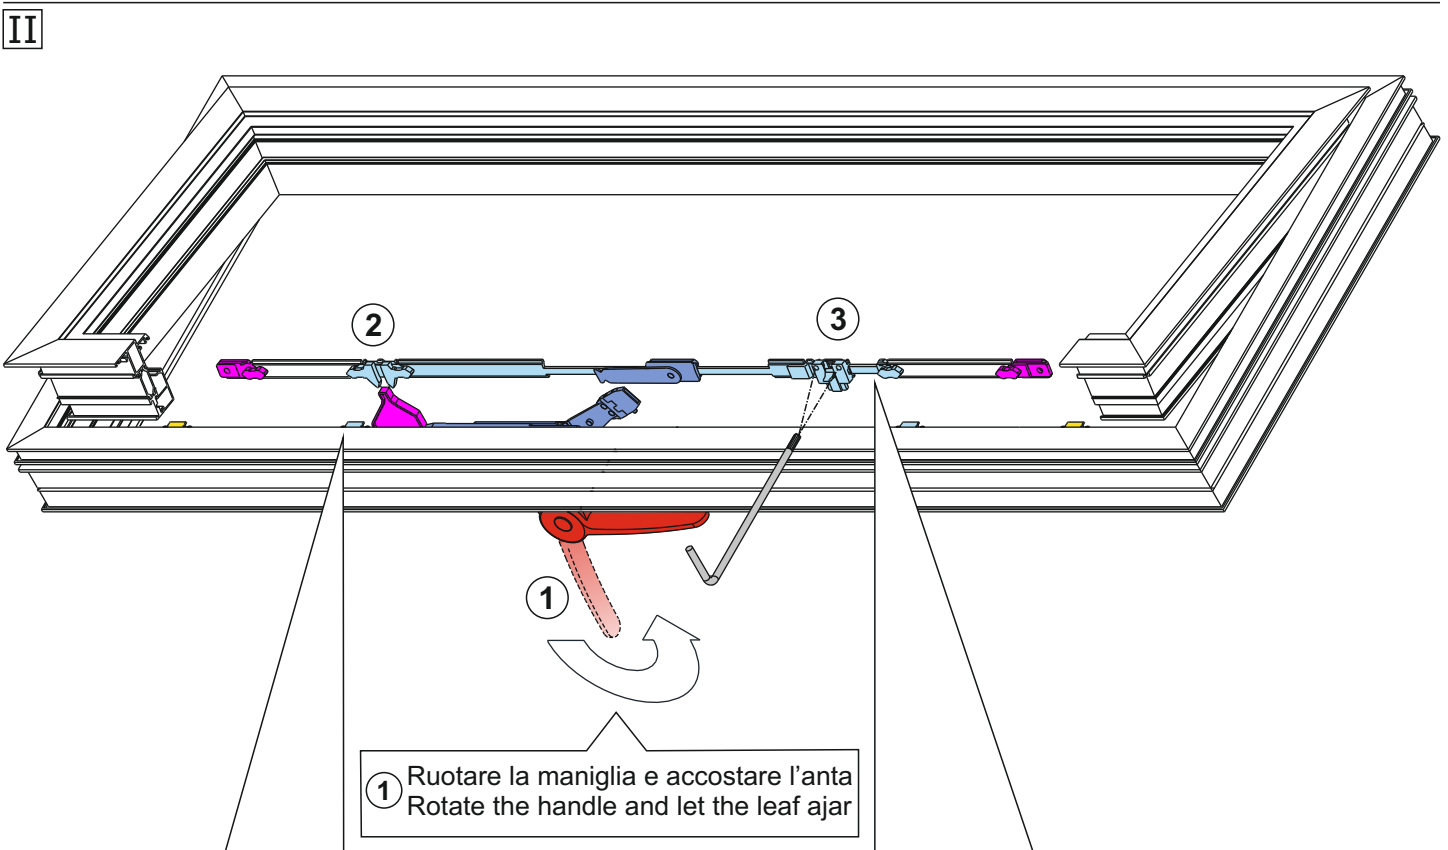 II
2
3
1
1 Ruotare la maniglia e accostare l’anta
Rotate the handle and let the leaf ajar